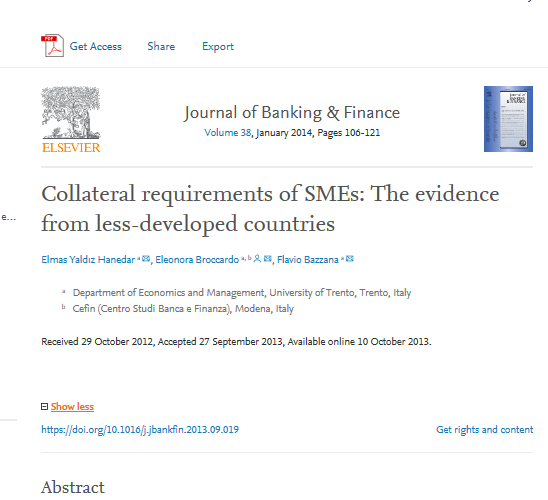 Get Access Share Export
Journal of Banking & Finance
Volume 38, January 2014, Pages 106-121
ELSEVIER
Collateral requirements of SMEs: The evidence
from less-developed countries
e...
Elmas Yaldız Hanedar a, Eleonora Broccardo a, b, Flavio Bazzana a
a Department of Economics and Management, University of Trento, Trento, Italy
b Cefin (Centro Studi Banca e Finanza), Modena, Italy
Received 29 October 2012, Accepted 27 September 2013, Available online 10 October 2013.
Show less
https://doi.org/10.1016/j.jbankfin.2013.09.019 Get rights and content
Abstract